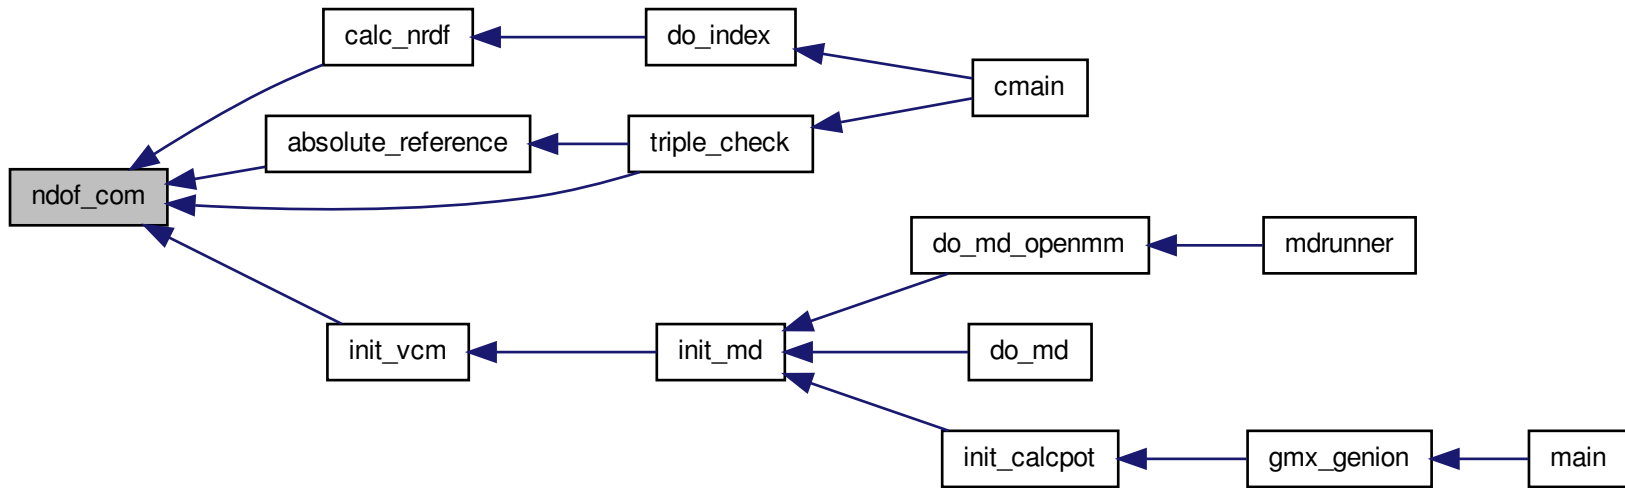 calc_nrdf
do_index
cmain
absolute_reference
triple_check
ndof_com
do_md_openmm
mdrunner
init_vcm
init_md
do_md
init_calcpot
gmx_genion
main